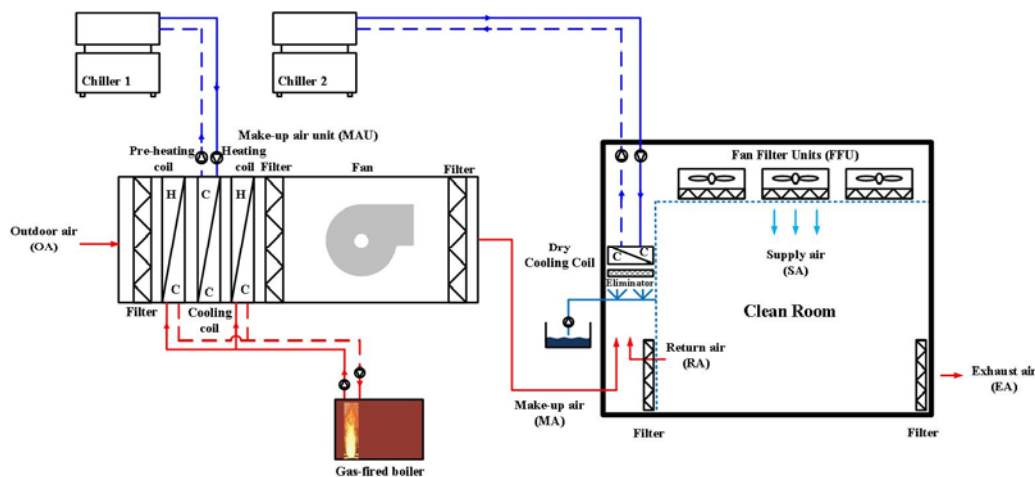 Chiller 1
Chiller 2
Make-up air unit (MAU)
Pre-heating
coil
Heating
coil
Filter
Fan
Filter
H
C
H
C
C
C
Outdoor air
(OA)
Filter
Cooling
coil
Gas-fired boiler
Fan Filter Units (FFU)
Dry
Cooling Coil
C
C
Eliminator
Supply air
(SA)
Clean Room
Return air
(RA)
Make-up air
(MA)
Exhaust air
(EA)
Filter
Filter